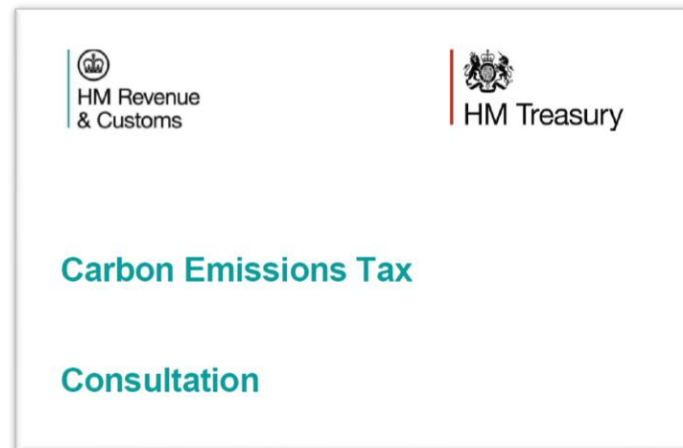 HM Revenue
& Customs
HM Treasury
Carbon Emissions Tax
Consultation